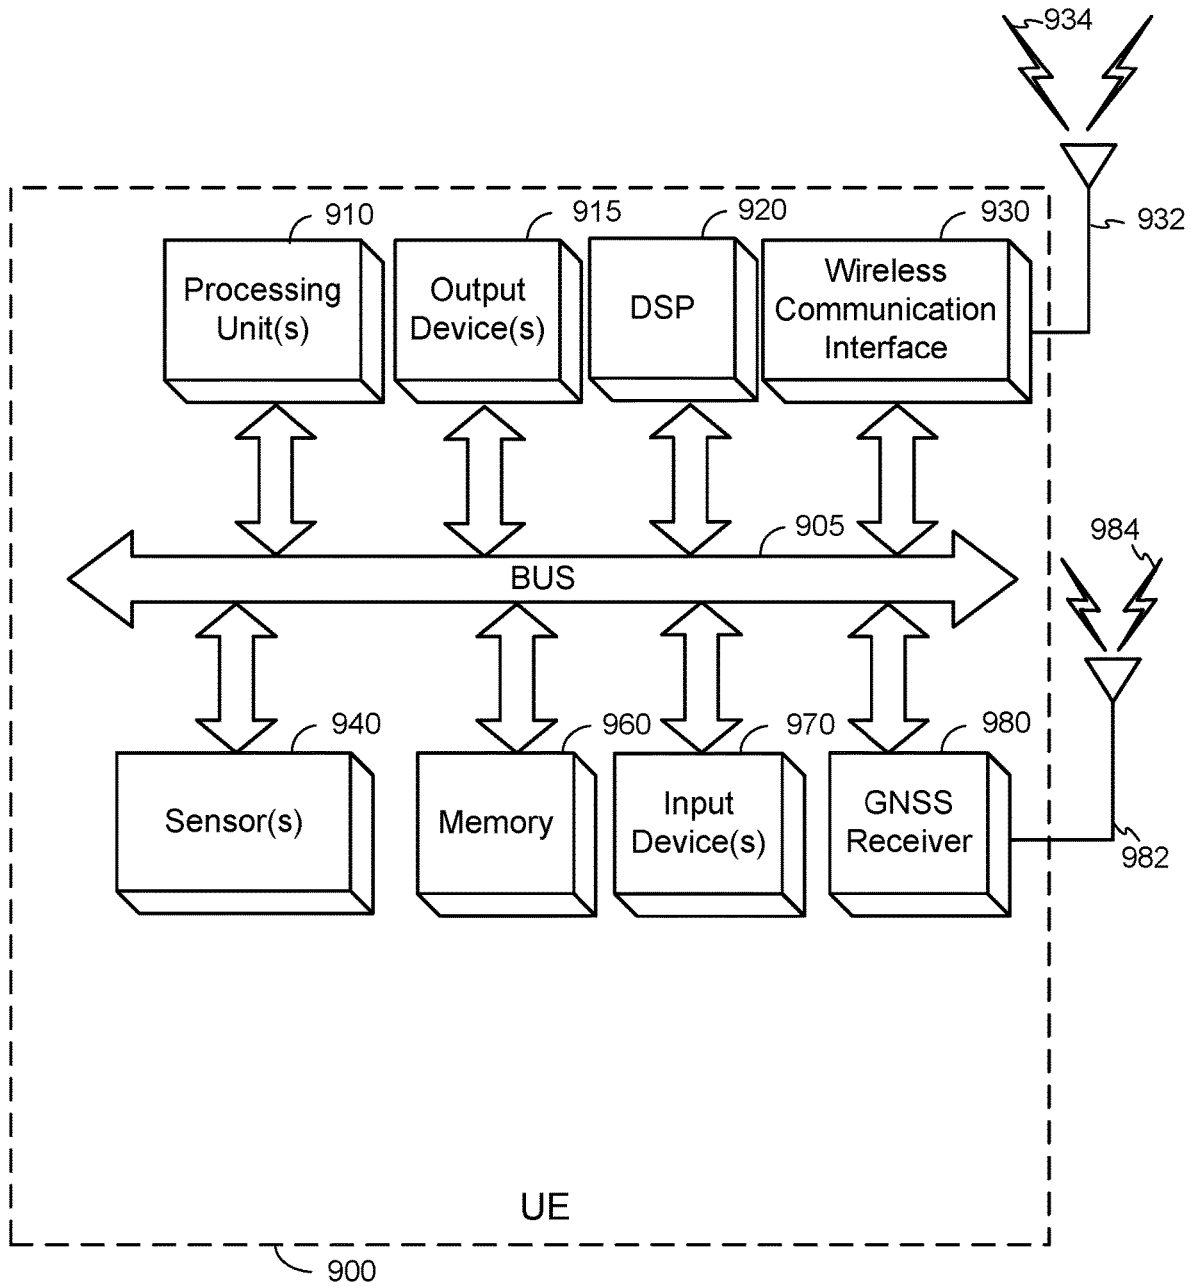 934
932
910
915
920
930
Processing
Unit(s)
Output
Device(s)
DSP
Wireless
Communication
Interface
905
BUS
984
940
960
970
980
Sensor(s)
Memory
Input
Device(s)
GNSS
Receiver
982
UE
900